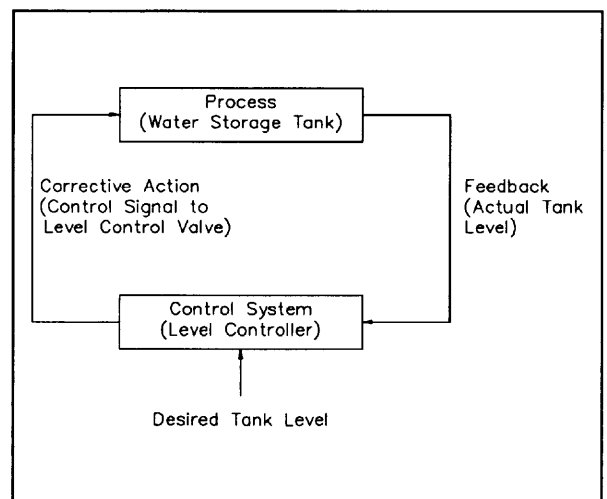 Process
(Water Storage Tank)
Corrective Action
(Control Signal to
Level Control Valve)
Feedback
(Actual Tank
Level)
Control System
(Level Controller)
Desired Tank Level